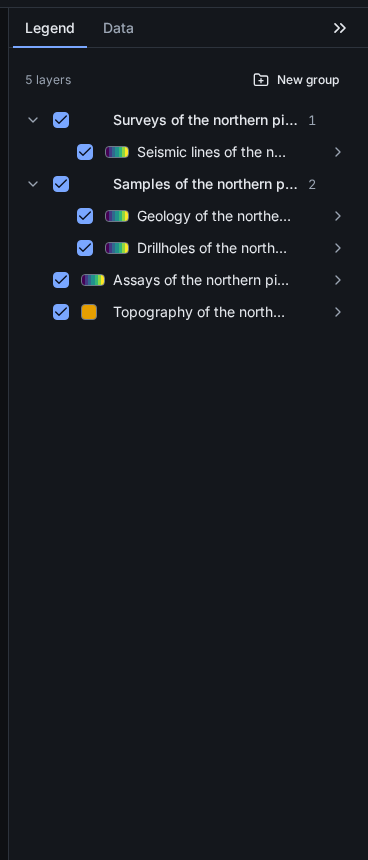 Legend Data
5 layers New group
Surveys of the northern pi... 1
Seismic lines of the n...
Samples of the northern p... 2
Geology of the northe...
Drillholes of the north...
Assays of the northern pi...
Topography of the north...